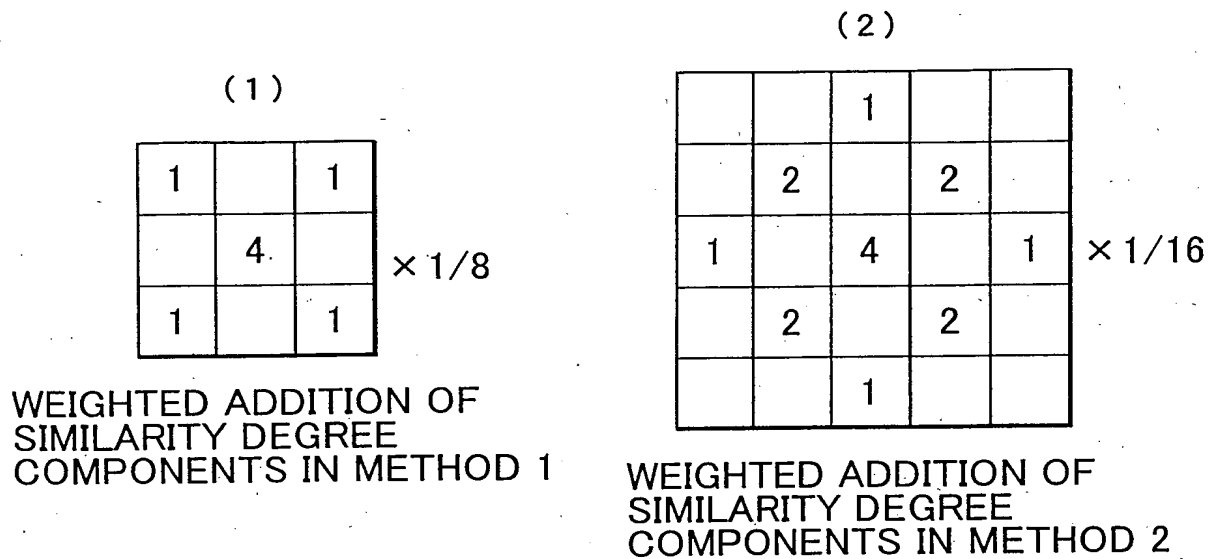 (1)
1 1
4
1 1
×1/8
WEIGHTED ADDITION OF
SIMILARITY DEGREE
COMPONENTS IN METHOD 1
(2)
1
2 2
1 4 1
×1/16
2 2
1
WEIGHTED ADDITION OF
SIMILARITY DEGREE
COMPONENTS IN METHOD 2